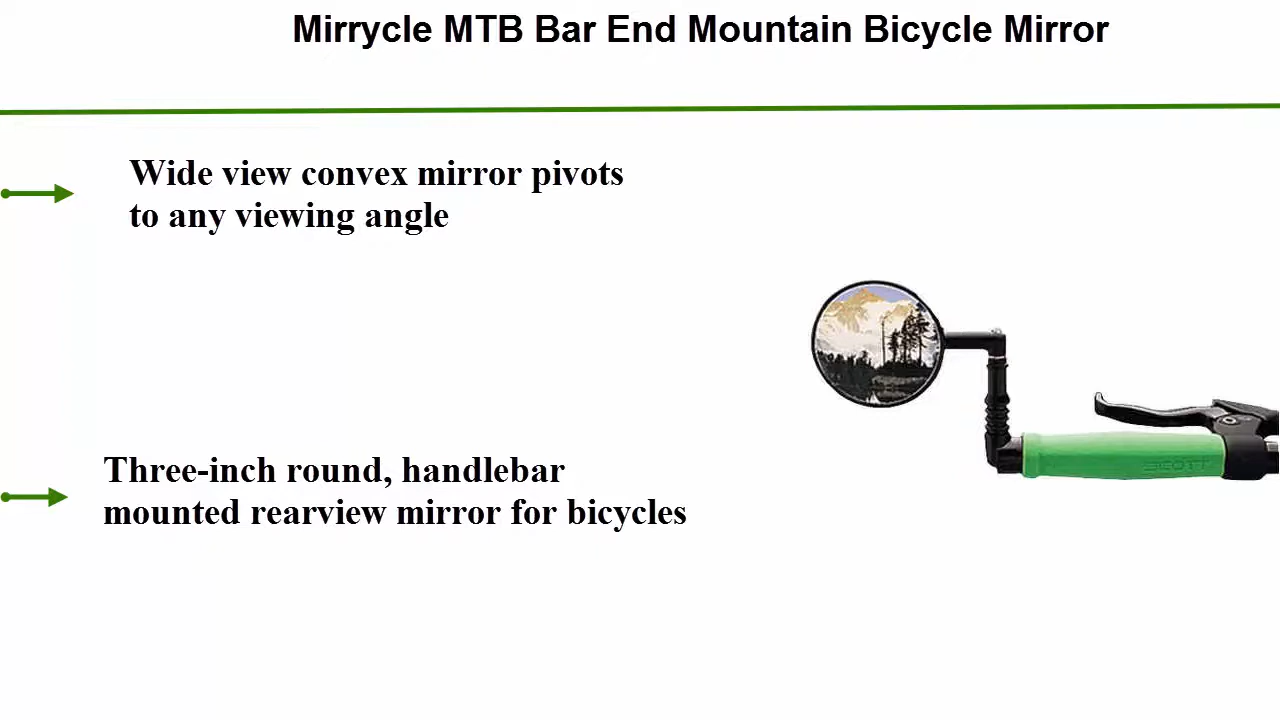 Mirrycle MTB Bar End Mountain Bicycle Mirror
Wide view convex mirror pivots
to any viewing angle
Three-inch round, handlebar
mounted rearview mirror for bicycles
SCOTT